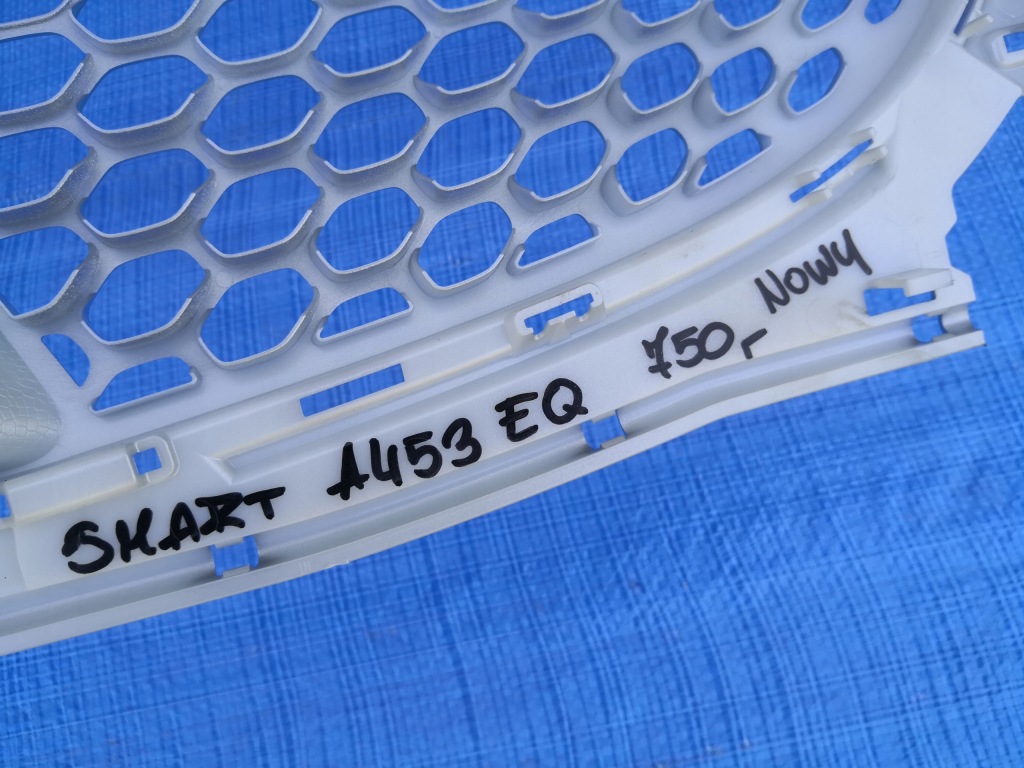 SMART A453 EQ
750,-
NOWY